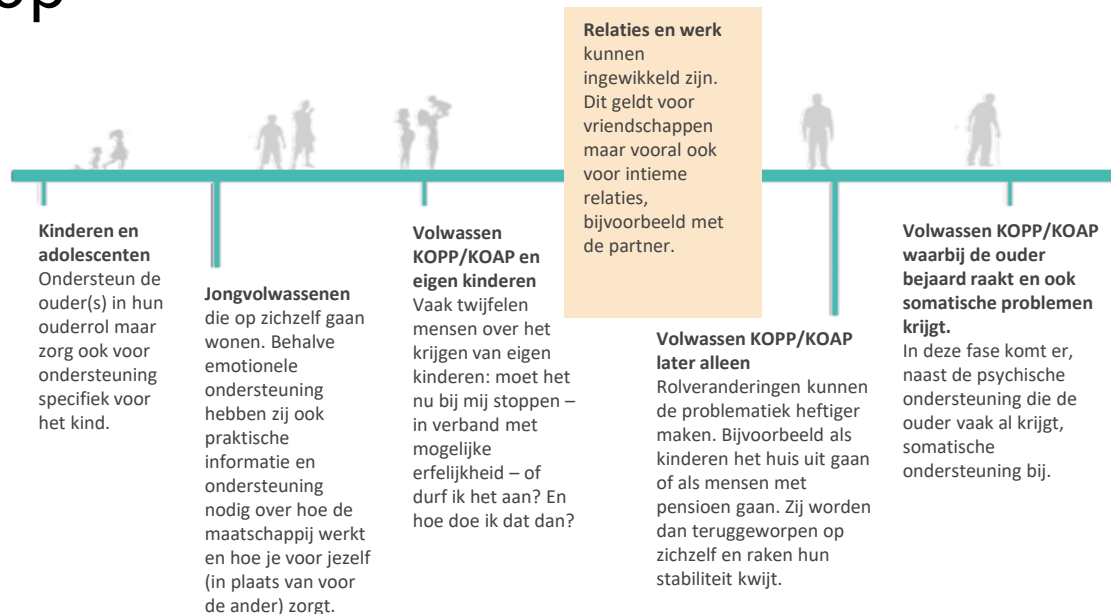 Relaties en werk
kunnen
ingewikkeld zijn.
Dit geldt voor
vriendschappen
maar vooral ook
voor intieme
relaties,
bijvoorbeeld met
de partner.
Kinderen en
adolescenten
Ondersteun de
ouder(s) in hun
ouderrol maar
zorg ook voor
ondersteuning
specifiek voor
het kind.
Jongvolwassenen
die op zichzelf gaan
wonen. Behalve
emotionele
ondersteuning
hebben zij ook
praktische
informatie en
ondersteuning
nodig over hoe de
maatschappij werkt
en hoe je voor jezelf
(in plaats van voor
de ander) zorgt.
Volwassen
KOPP/KOAP en
eigen kinderen
Vaak twijfelen
mensen over het
krijgen van eigen
kinderen: moet het
nu bij mij stoppen –
in verband met
mogelijke
erfelijkheid – of
durf ik het aan? En
hoe doe ik dat dan?
Volwassen KOPP/KOAP
later alleen
Rolveranderingen kunnen
de problematiek heftiger
maken. Bijvoorbeeld als
kinderen het huis uit gaan
of als mensen met
pensioen gaan. Zij worden
dan teruggeworpen op
zichzelf en raken hun
stabiliteit kwijt.
Volwassen KOPP/KOAP
waarbij de ouder
bejaard raakt en ook
somatische problemen
krijgt.
In deze fase komt er,
naast de psychische
ondersteuning die de
ouder vaak al krijgt,
somatische
ondersteuning bij.